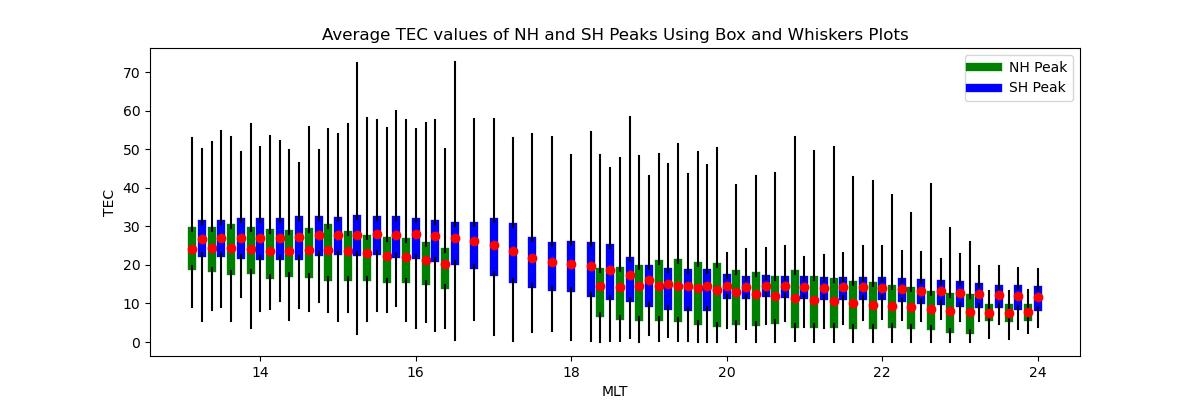 Average TEC values of NH and SH Peaks Using Box and Whiskers Plots
NH Peak
SH Peak
TEC
70
60
50
40
30
20
10
0
14 16 18 20 22 24
MLT